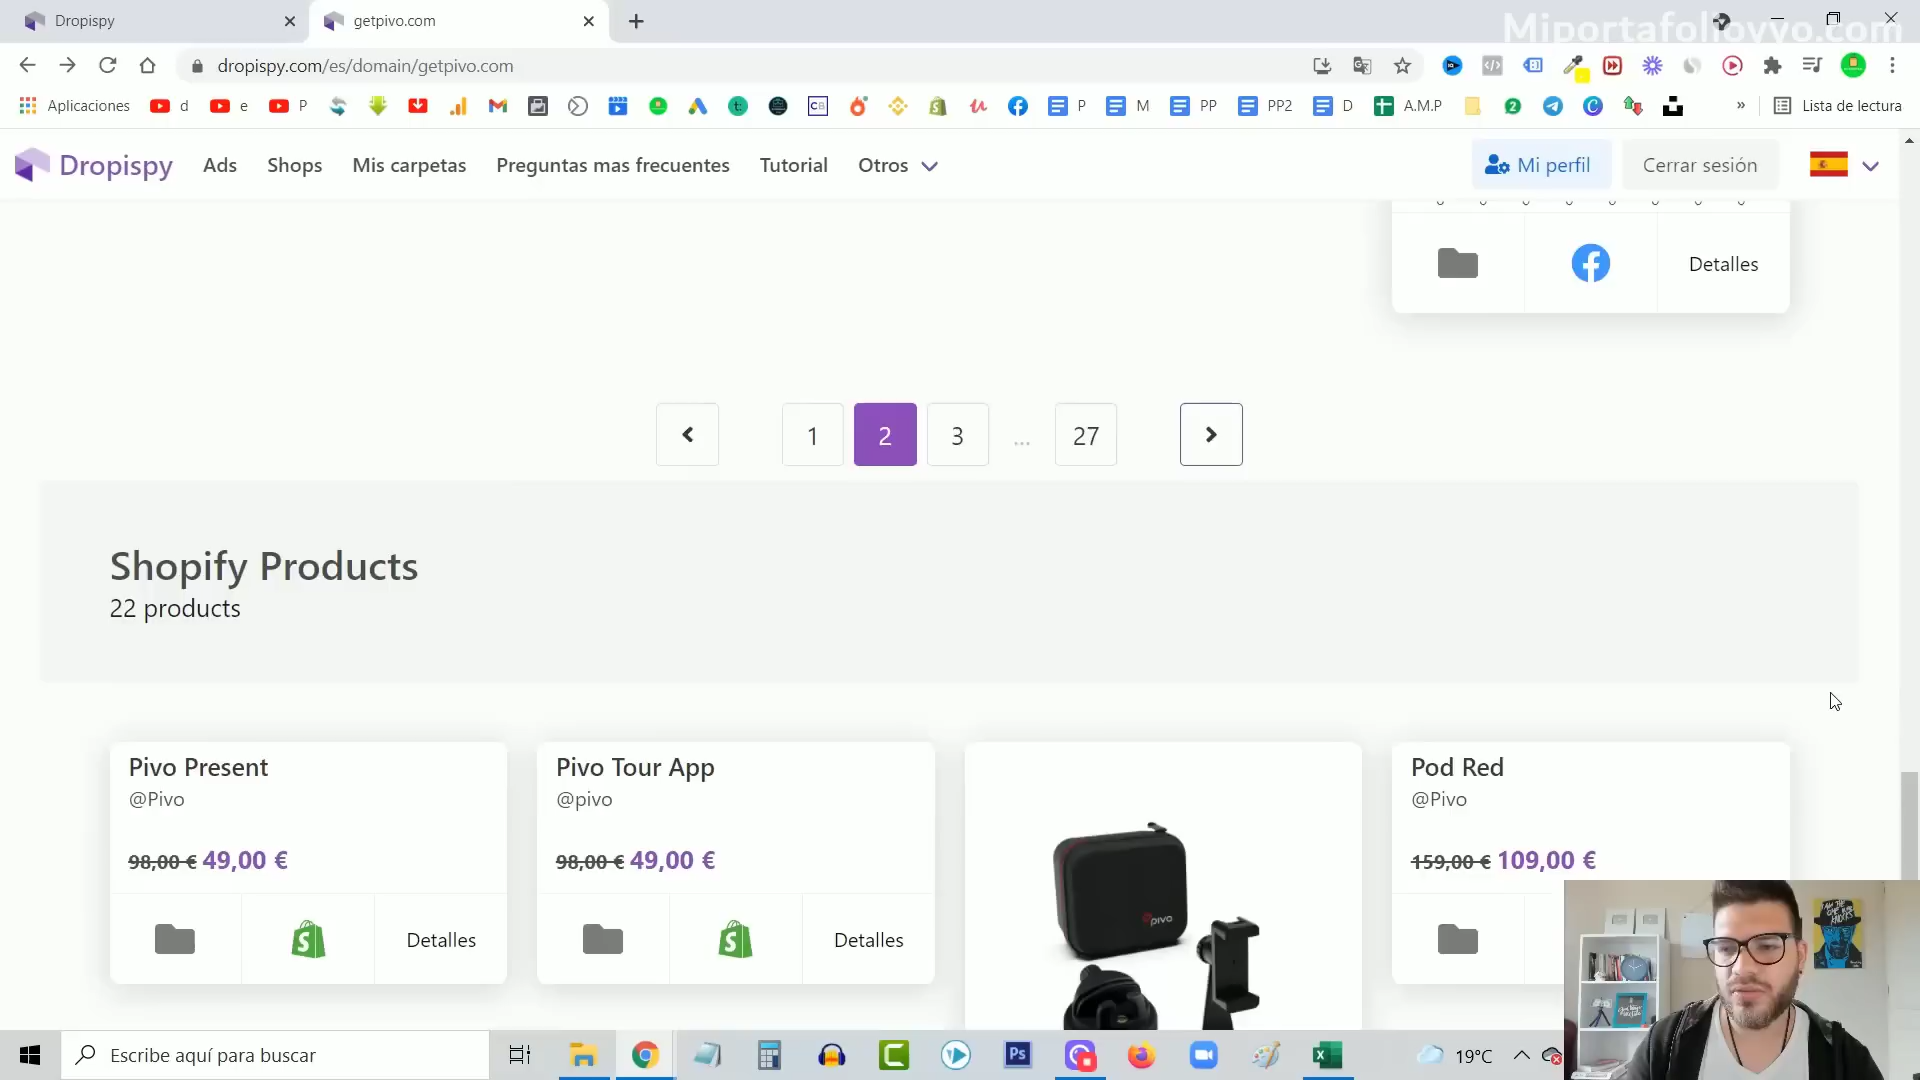 Dropispy
getpivo.com
Miportafolioyyo.com
dropispy.com/es/domain/getpivo.com
Aplicaciones
d
e
P
P
M
PP
PP2
D
A.M.P
»
Lista de lectura
Dropispy
Ads
Shops
Mis carpetas
Preguntas mas frecuentes
Tutorial
Otros
Mi perfil
Cerrar sesión
Detalles
1
2
3
...
27
Shopify Products
22 products
Pivo Present
@Pivo
98,00 € 49,00 €
Detalles
Pivo Tour App
@pivo
98,00 € 49,00 €
Detalles
pivo
Pod Red
@Pivo
159,00 € 109,00 €
Escribe aquí para buscar
Ps
19°C